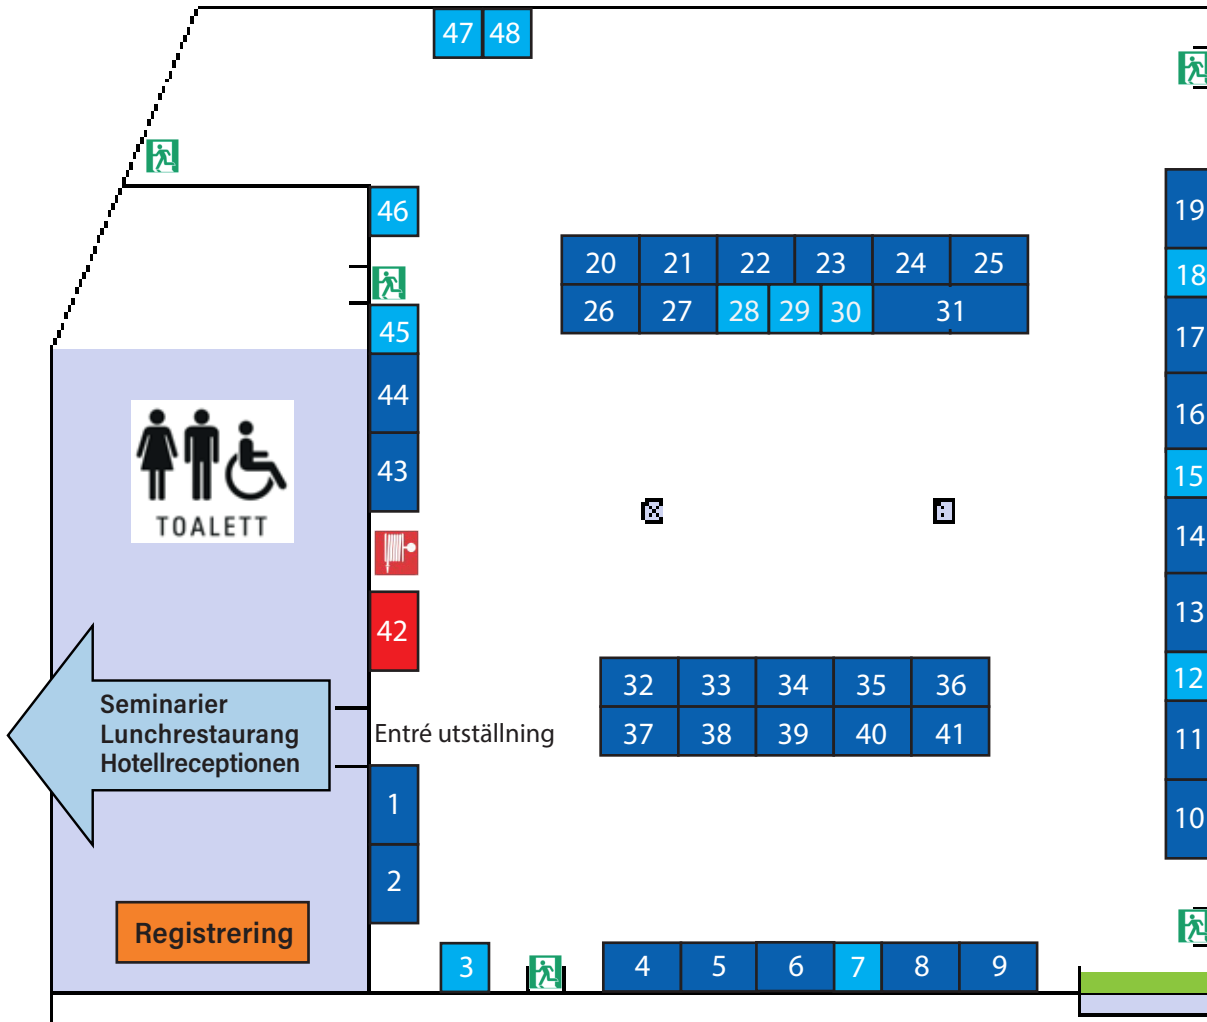 47 48
46
19
20 21 22 23 24 25
18
26 27 28 29 30 31
45
17
44
16
43
15
TOALETT
14
13
42
12
32 33 34 35 36
Seminarier
Lunchrestaurang
Hotellreceptionen
Entré utställning
37 38 39 40 41
11
1
10
2
Registrering
3
4 5 6 7 8 9